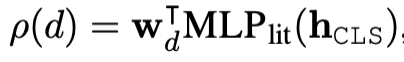 ρ(d) = w_d^⊺ MLP_lit(h_CLS),